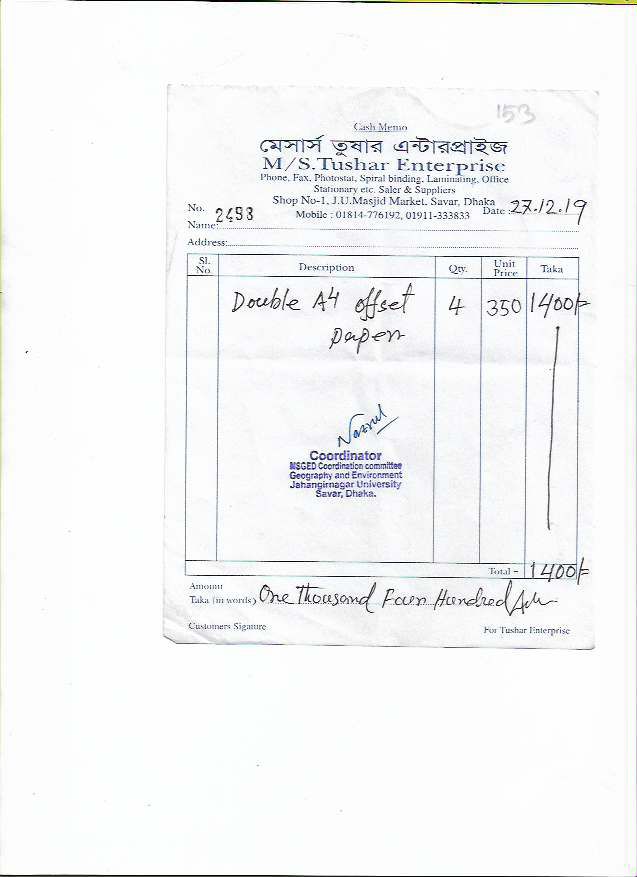 153
Cash Memo
মেসার্স তুষার এন্টারপ্রাইজ
M/S.Tushar Enterprise
Phone, Fax, Photostat, Spiral binding, Laminating, Office
Stationary etc. Saler & Suppliers
Shop No-1, J.U.Masjid Market, Savar, Dhaka
No. 2493 Mobile : 01814-776192, 01911-333833 Date : 27.12.19
Name:
Address:
Sl. No. Description Qty. Unit Price Taka
Double A4 offset 4 350 1400/-
paper
Nazrul
Coordinator
MSGED Coordination committee
Geography and Environment
Jahangirnagar University
Savar, Dhaka.
Total = 1400/-
Amount
Taka (in words) One Thousand Four Hundred
Customers Sigature For Tushar Enterprise